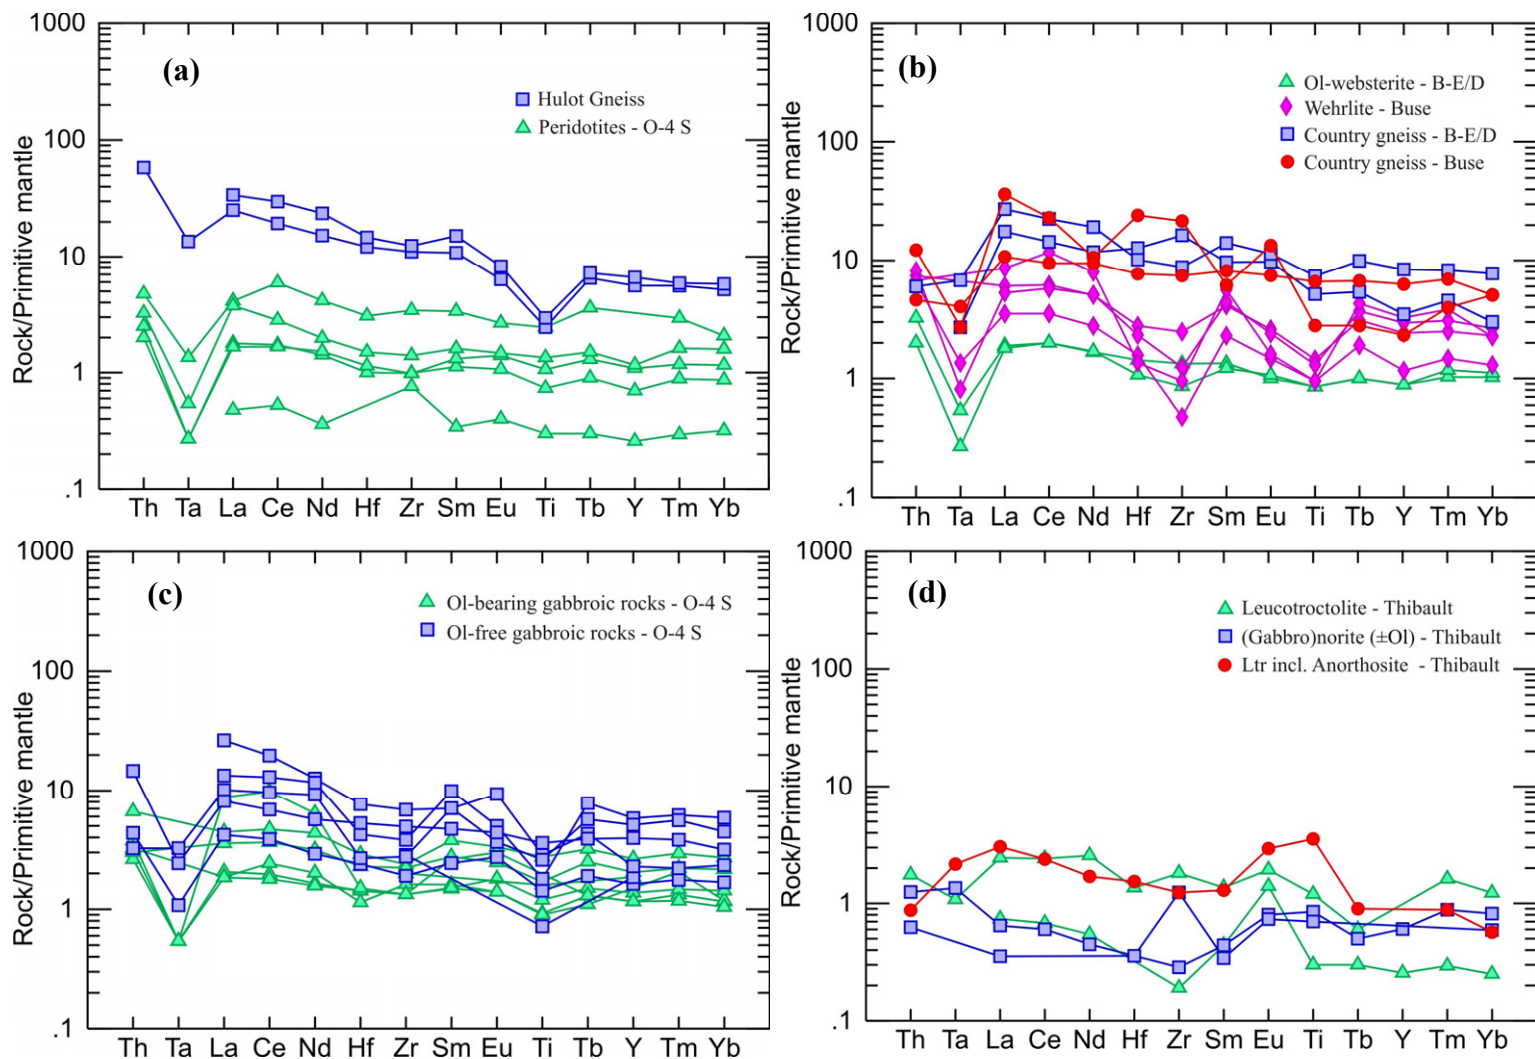 (a)
1000
100
10
1
.1
Rock/Primitive mantle
Hulot Gneiss
Peridotites - O-4 S
Th Ta La Ce Nd Hf Zr Sm Eu Ti Tb Y Tm Yb
(b)
1000
100
10
1
.1
Rock/Primitive mantle
Ol-websterite - B-E/D
Wehrlite - Buse
Country gneiss - B-E/D
Country gneiss - Buse
Th Ta La Ce Nd Hf Zr Sm Eu Ti Tb Y Tm Yb
(c)
1000
100
10
1
.1
Rock/Primitive mantle
Ol-bearing gabbroic rocks - O-4 S
Ol-free gabbroic rocks - O-4 S
Th Ta La Ce Nd Hf Zr Sm Eu Ti Tb Y Tm Yb
(d)
1000
100
10
1
.1
Rock/Primitive mantle
Leucotroctolite - Thibault
(Gabbro)norite (±Ol) - Thibault
Ltr incl. Anorthosite - Thibault
Th Ta La Ce Nd Hf Zr Sm Eu Ti Tb Y Tm Yb